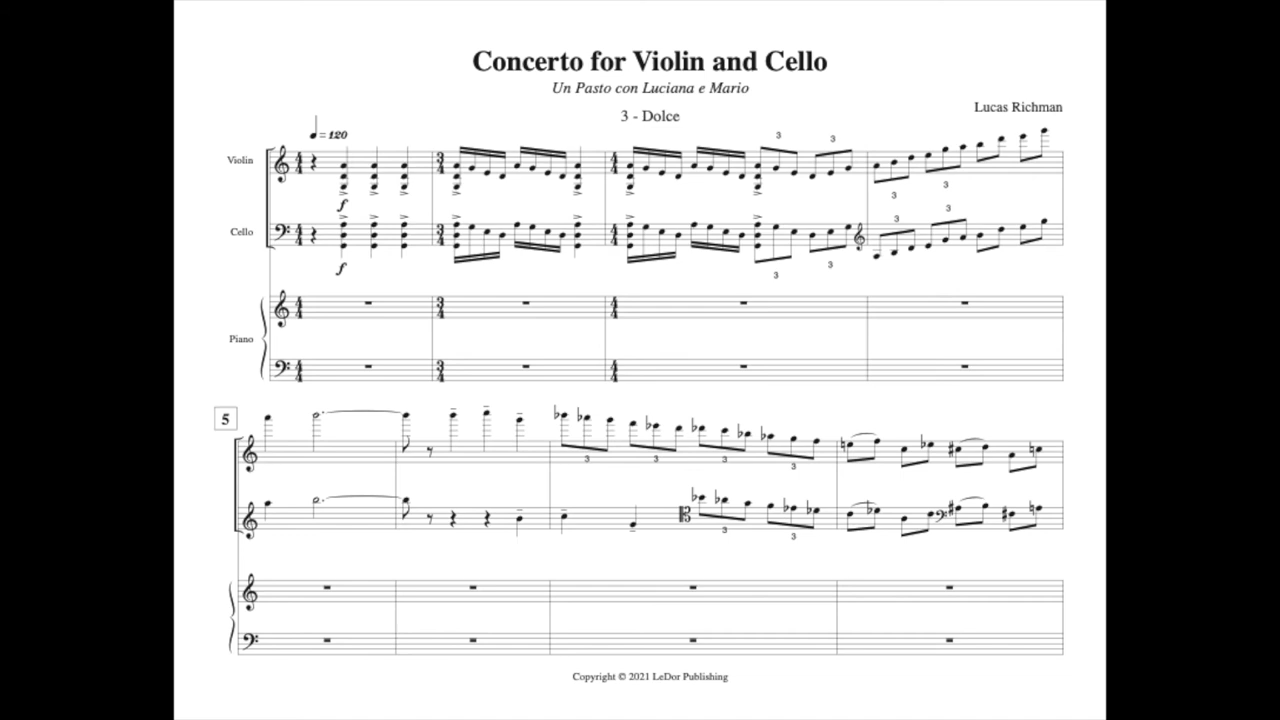 Concerto for Violin and Cello
Un Pasto con Luciana e Mario
3 - Dolce
Lucas Richman
= 120
Violin
f
Cello
f
Piano
5
Copyright © 2021 LeDor Publishing